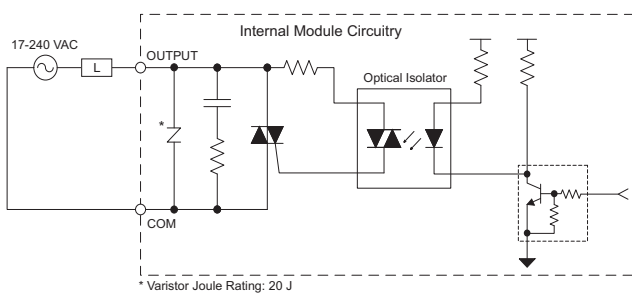 Internal Module Circuitry
17-240 VAC
OUTPUT
L
Optical Isolator
*
COM
* Varistor Joule Rating: 20 J